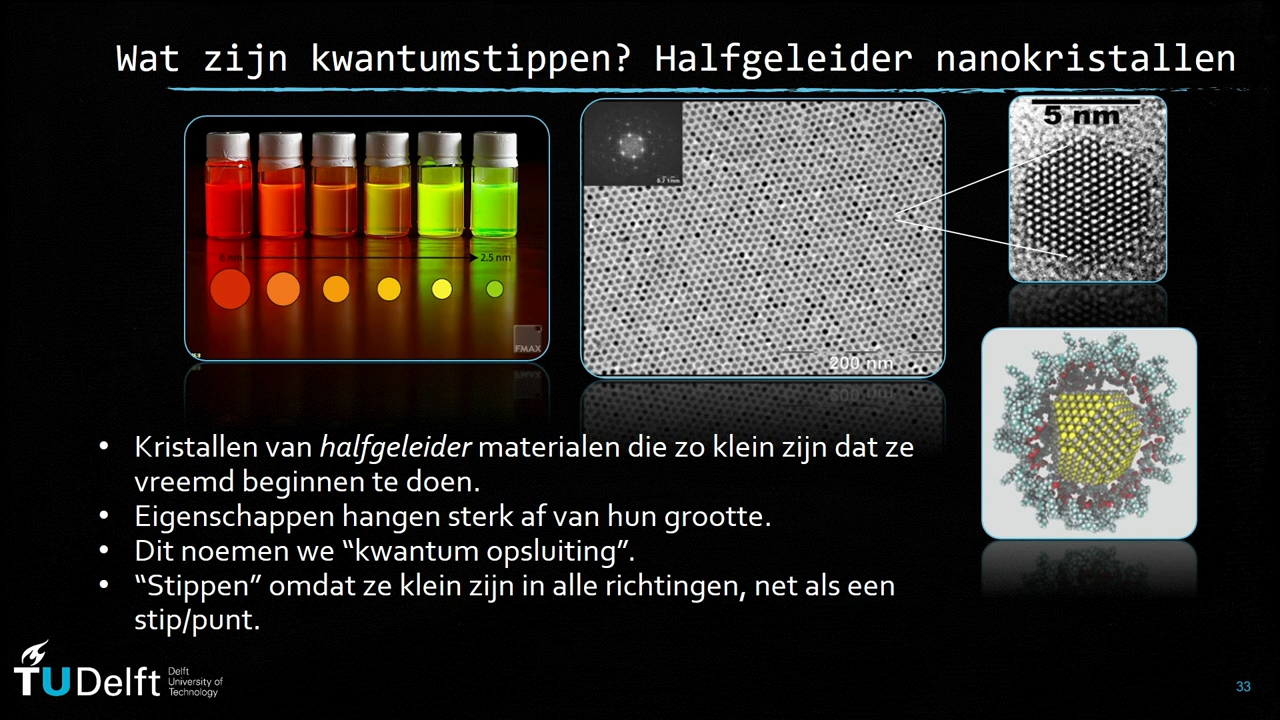 Wat zijn kwantumstippen? Halfgeleider nanokristallen
6 nm
2.5 nm
FMAX
200 nm
5 nm
• Kristallen van halfgeleider materialen die zo klein zijn dat ze
vreemd beginnen te doen.
• Eigenschappen hangen sterk af van hun grootte.
• Dit noemen we “kwantum opsluiting”.
• “Stippen” omdat ze klein zijn in alle richtingen, net als een
stip/punt.
TUDelft
Delft
University of
Technology
33